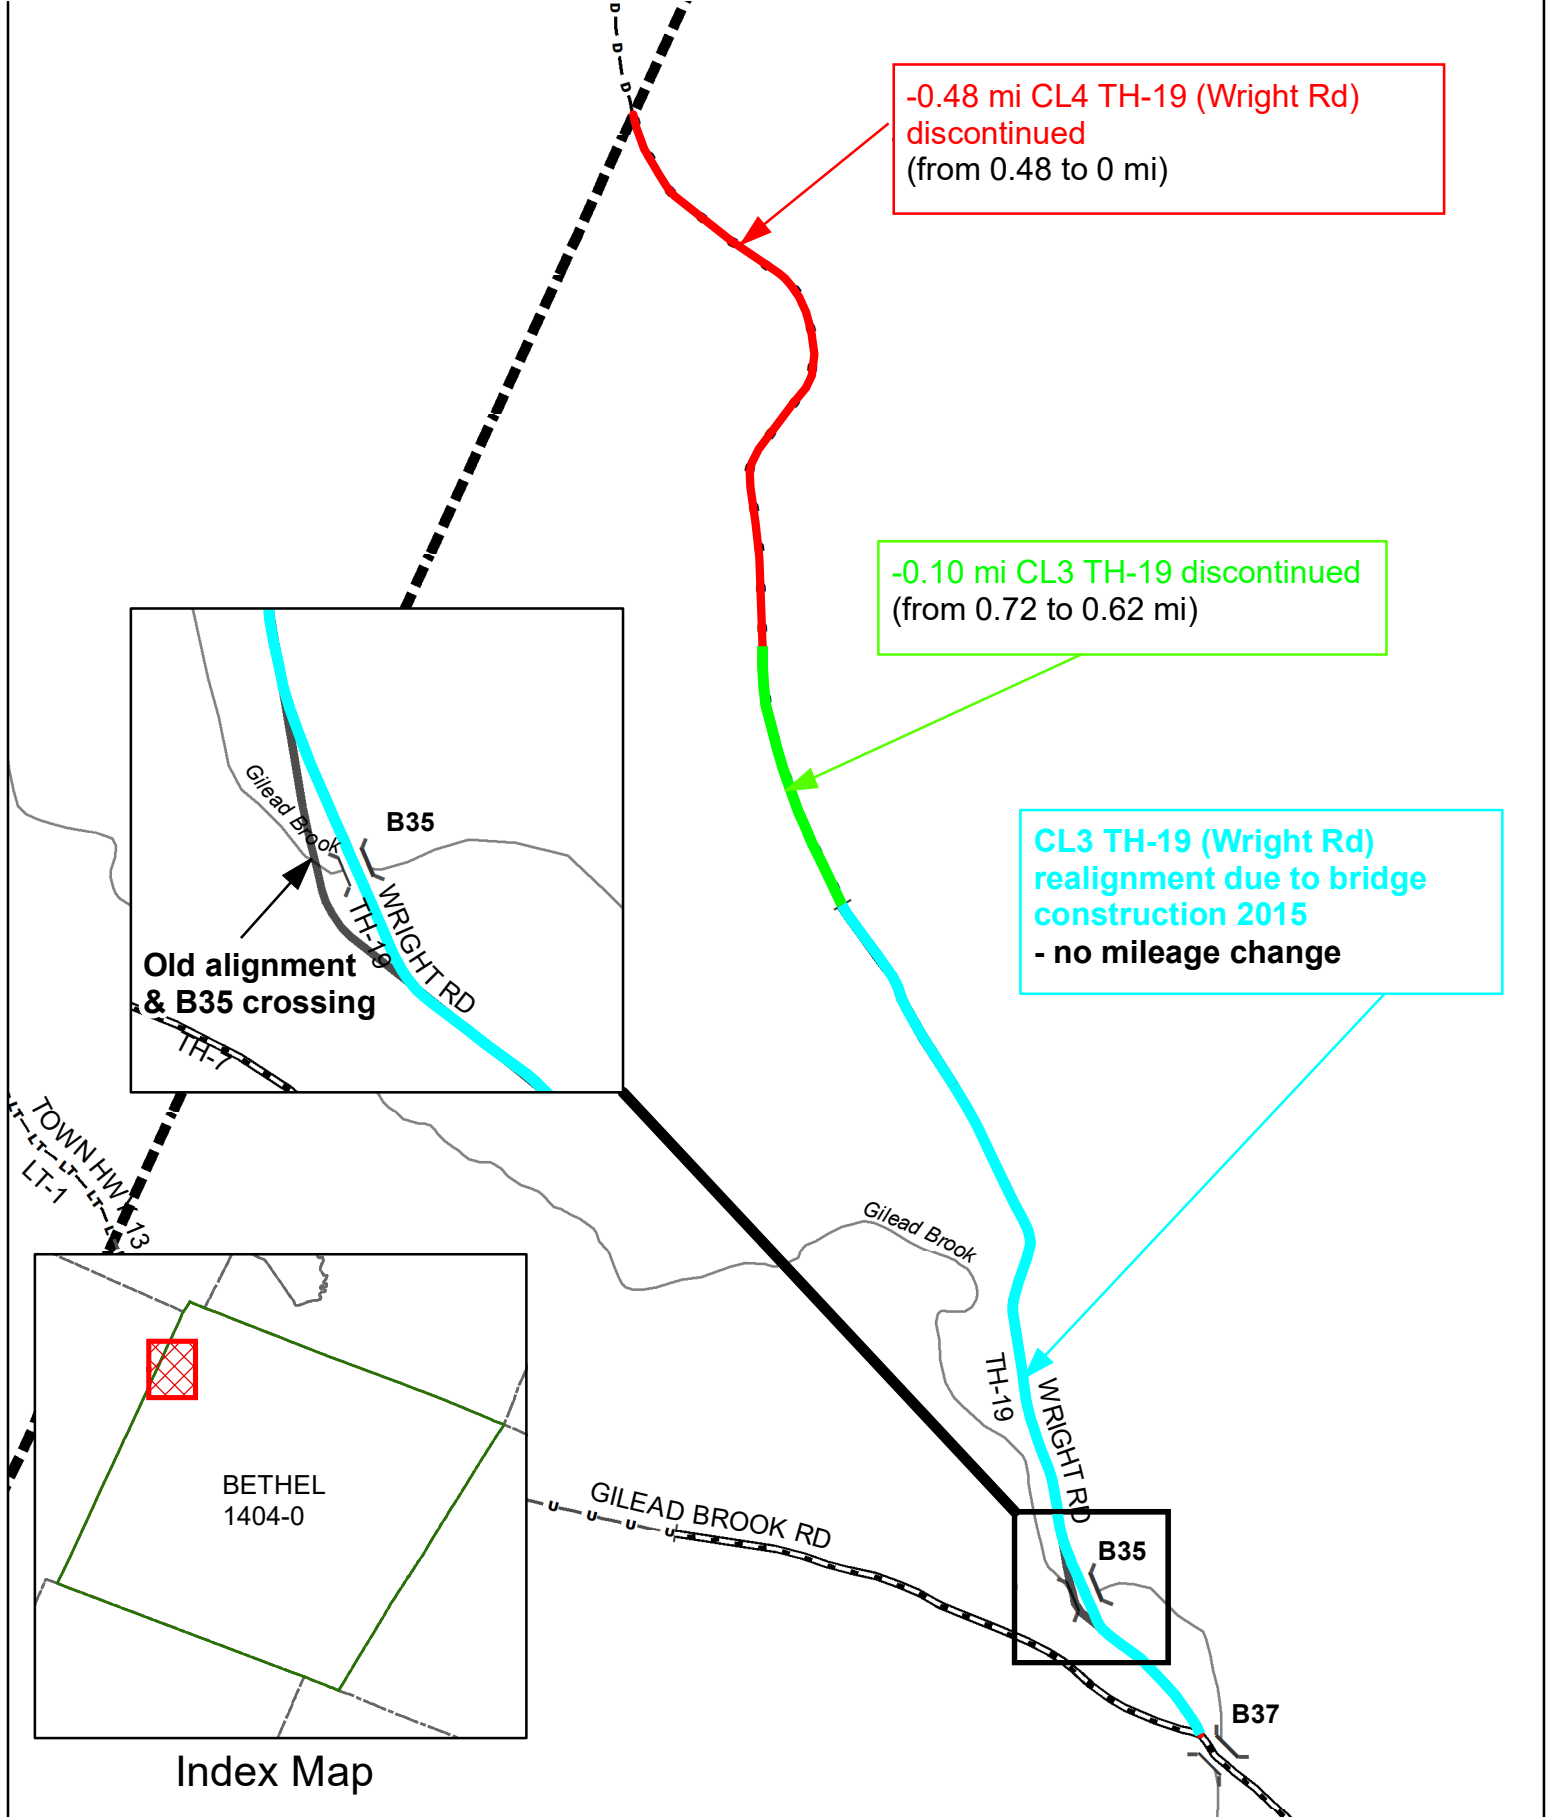 D
D
D
-0.48 mi CL4 TH-19 (Wright Rd)
discontinued
(from 0.48 to 0 mi)
-0.10 mi CL3 TH-19 discontinued
(from 0.72 to 0.62 mi)
CL3 TH-19 (Wright Rd)
realignment due to bridge
construction 2015
- no mileage change
Gilead Brook
B35
WRIGHT RD
TH-19
Old alignment
& B35 crossing
TH-7
LT
LT
LT
LT
TOWN HWY 13
LT-1
Gilead Brook
TH-19
WRIGHT RD
B35
B37
U
U
U
U
GILEAD BROOK RD
BETHEL
1404-0
Index Map